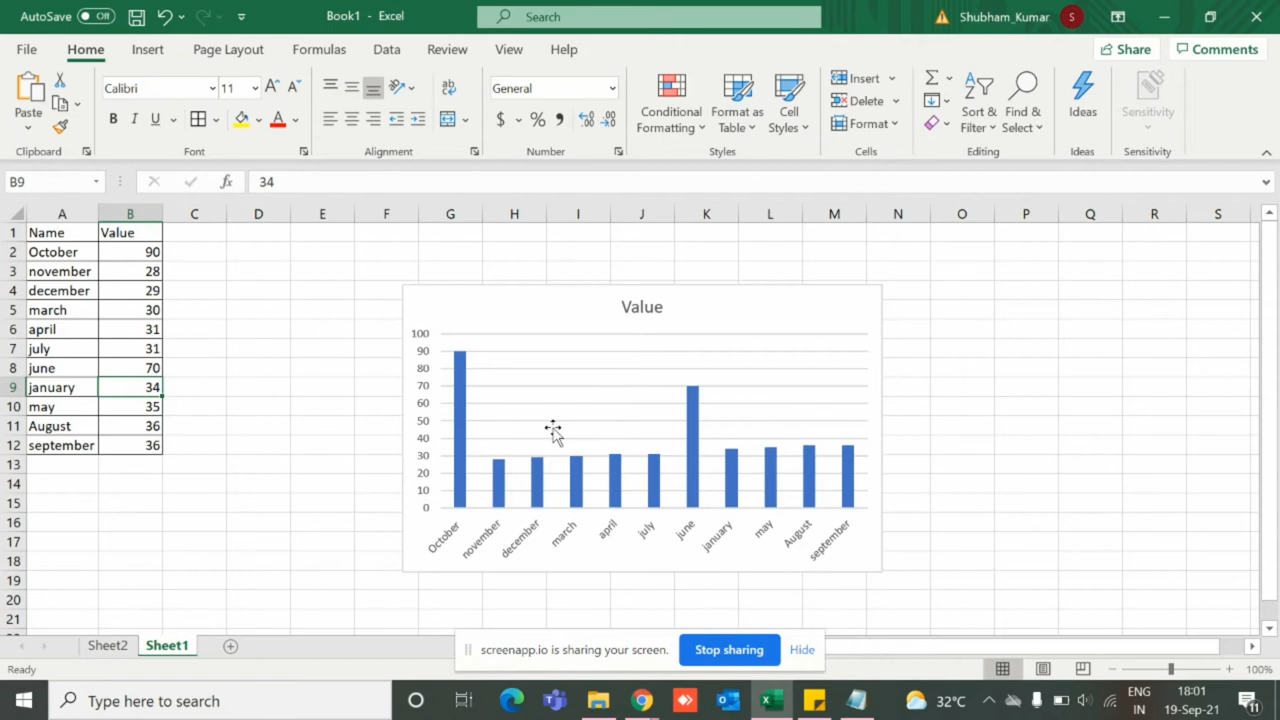 AutoSave Off Book1 - Excel Search Shubham_Kumar S
File Home Insert Page Layout Formulas Data Review View Help Share Comments
Paste Calibri 11 B I U ab General $ % Conditional Formatting Format as Table Cell Styles Insert Delete Format Sort & Filter Find & Select Ideas Sensitivity
Clipboard Font Alignment Number Styles Cells Editing Ideas Sensitivity
B9 fx 34
A B C D E F G H I J K L M N O P Q R S
1 Name Value
2 October 90
3 november 28
4 december 29
5 march 30
6 april 31
7 july 31
8 june 70
9 january 34
10 may 35
11 August 36
12 september 36
13
14
15
16
17
18
19
20
21
Value
100
90
80
70
60
50
40
30
20
10
0
October november december march april july june january may August september
Sheet2 Sheet1
screenapp.io is sharing your screen. Stop sharing Hide
Ready 100%
Type here to search 32°C ENG IN 18:01 19-Sep-21 11